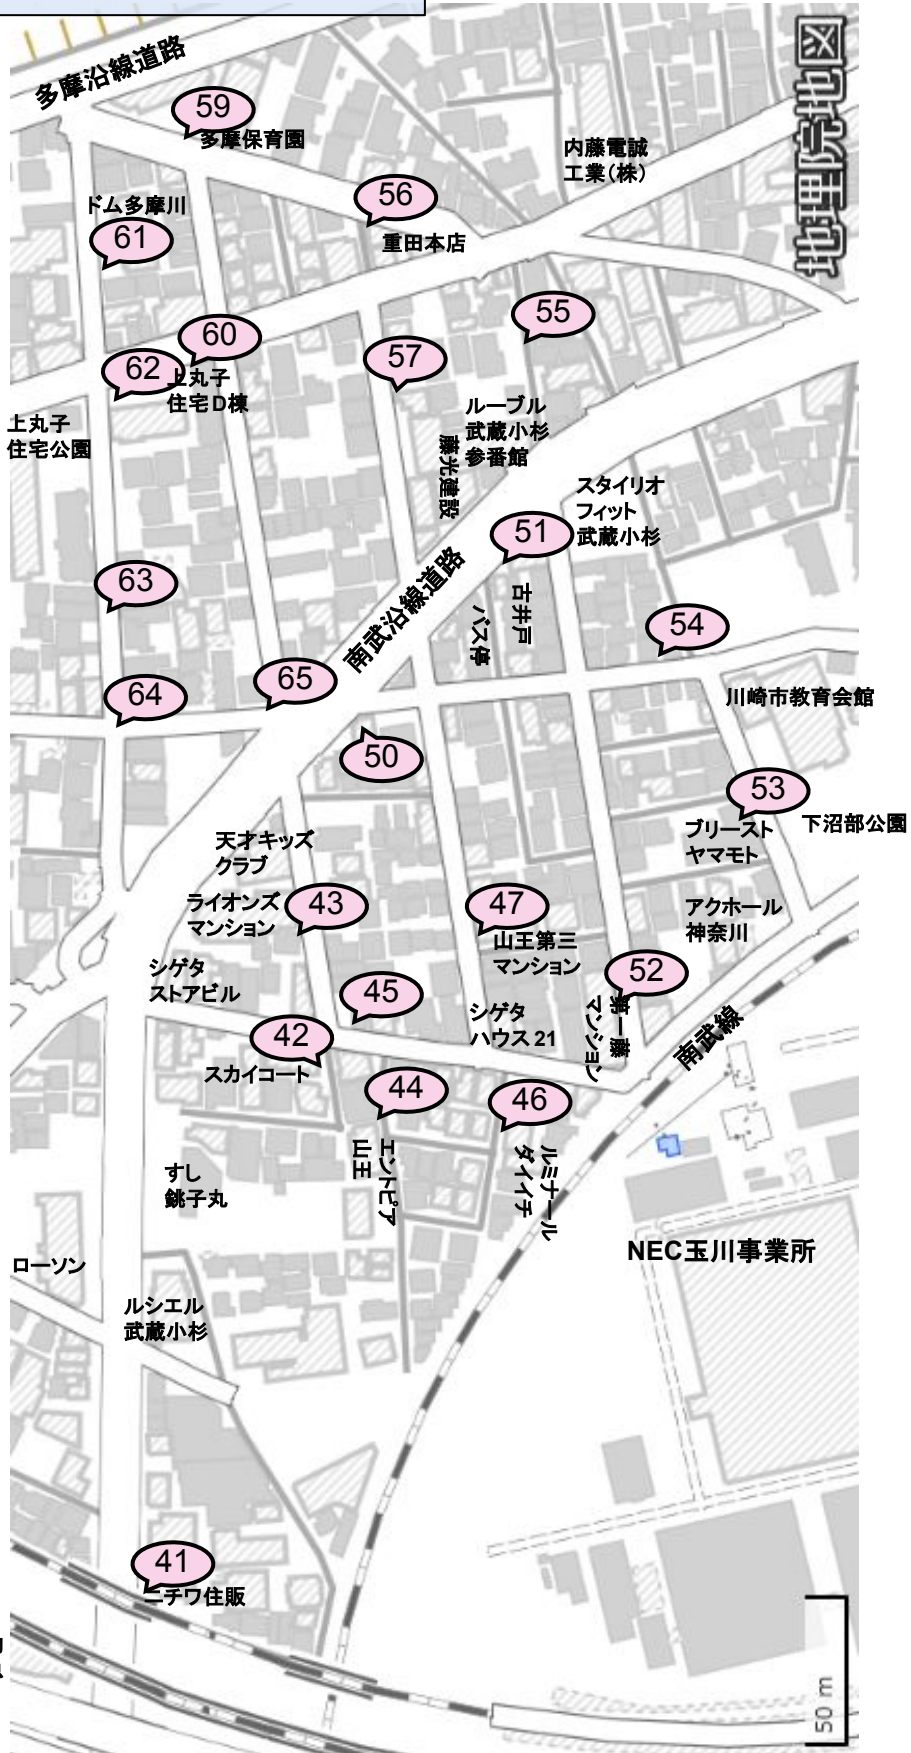 地理院地図
多摩沿線道路
59
多摩保育園
内藤電誠
工業(株)
56
重田本店
ドム多摩川
61
55
60
57
62
上丸子
住宅D棟
上丸子
住宅公園
ルーブル
武蔵小杉
参番館
藤光建設
スタイリオ
フィット
武蔵小杉
51
南武沿線道路
古井戸
バス停
63
54
65
64
川崎市教育会館
50
53
下沼部公園
ブリースト
ヤマモト
天才キッズ
クラブ
ライオンズ
マンション
43
47
アクホール
神奈川
山王第三
マンション
52
シゲタ
ストアビル
45
シゲタ
ハウス21
第一藤
マンション
南武線
42
スカイコート
44
46
エントピア
山王
ルミナール
ダイイチ
すし
銚子丸
NEC玉川事業所
ローソン
ルシエル
武蔵小杉
41
ニチワ住販
50 m